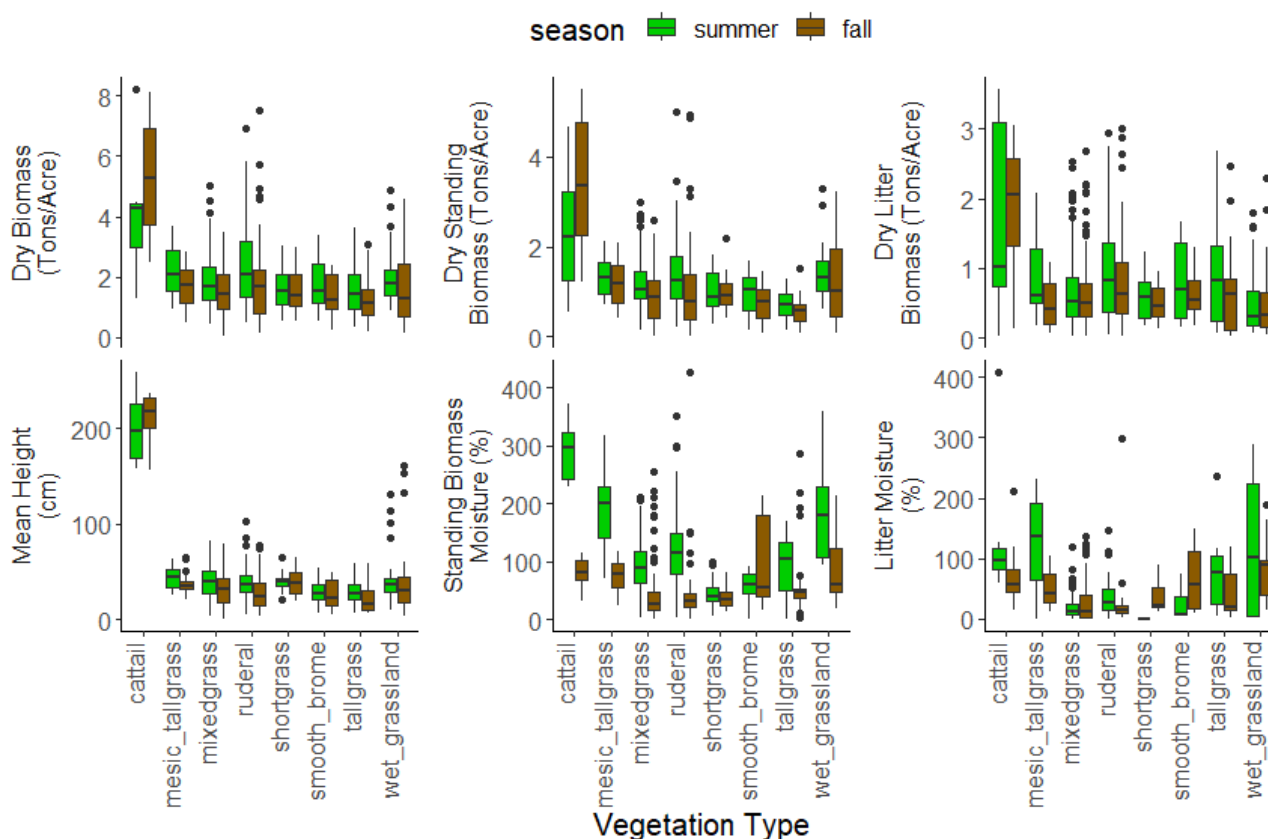 season summer fall
Dry Biomass
(Tons/Acre)
8
6
4
2
0
Dry Standing
Biomass (Tons/Acre)
4
2
0
Dry Litter
Biomass (Tons/Acre)
3
2
1
0
Mean Height
(cm)
200
100
0
Standing Biomass
Moisture (%)
400
300
200
100
0
Litter Moisture
(%)
400
300
200
100
0
cattail
mesic_tallgrass
mixedgrass
ruderal
shortgrass
smooth_brome
tallgrass
wet_grassland
cattail
mesic_tallgrass
mixedgrass
ruderal
shortgrass
smooth_brome
tallgrass
wet_grassland
cattail
mesic_tallgrass
mixedgrass
ruderal
shortgrass
smooth_brome
tallgrass
wet_grassland
Vegetation Type